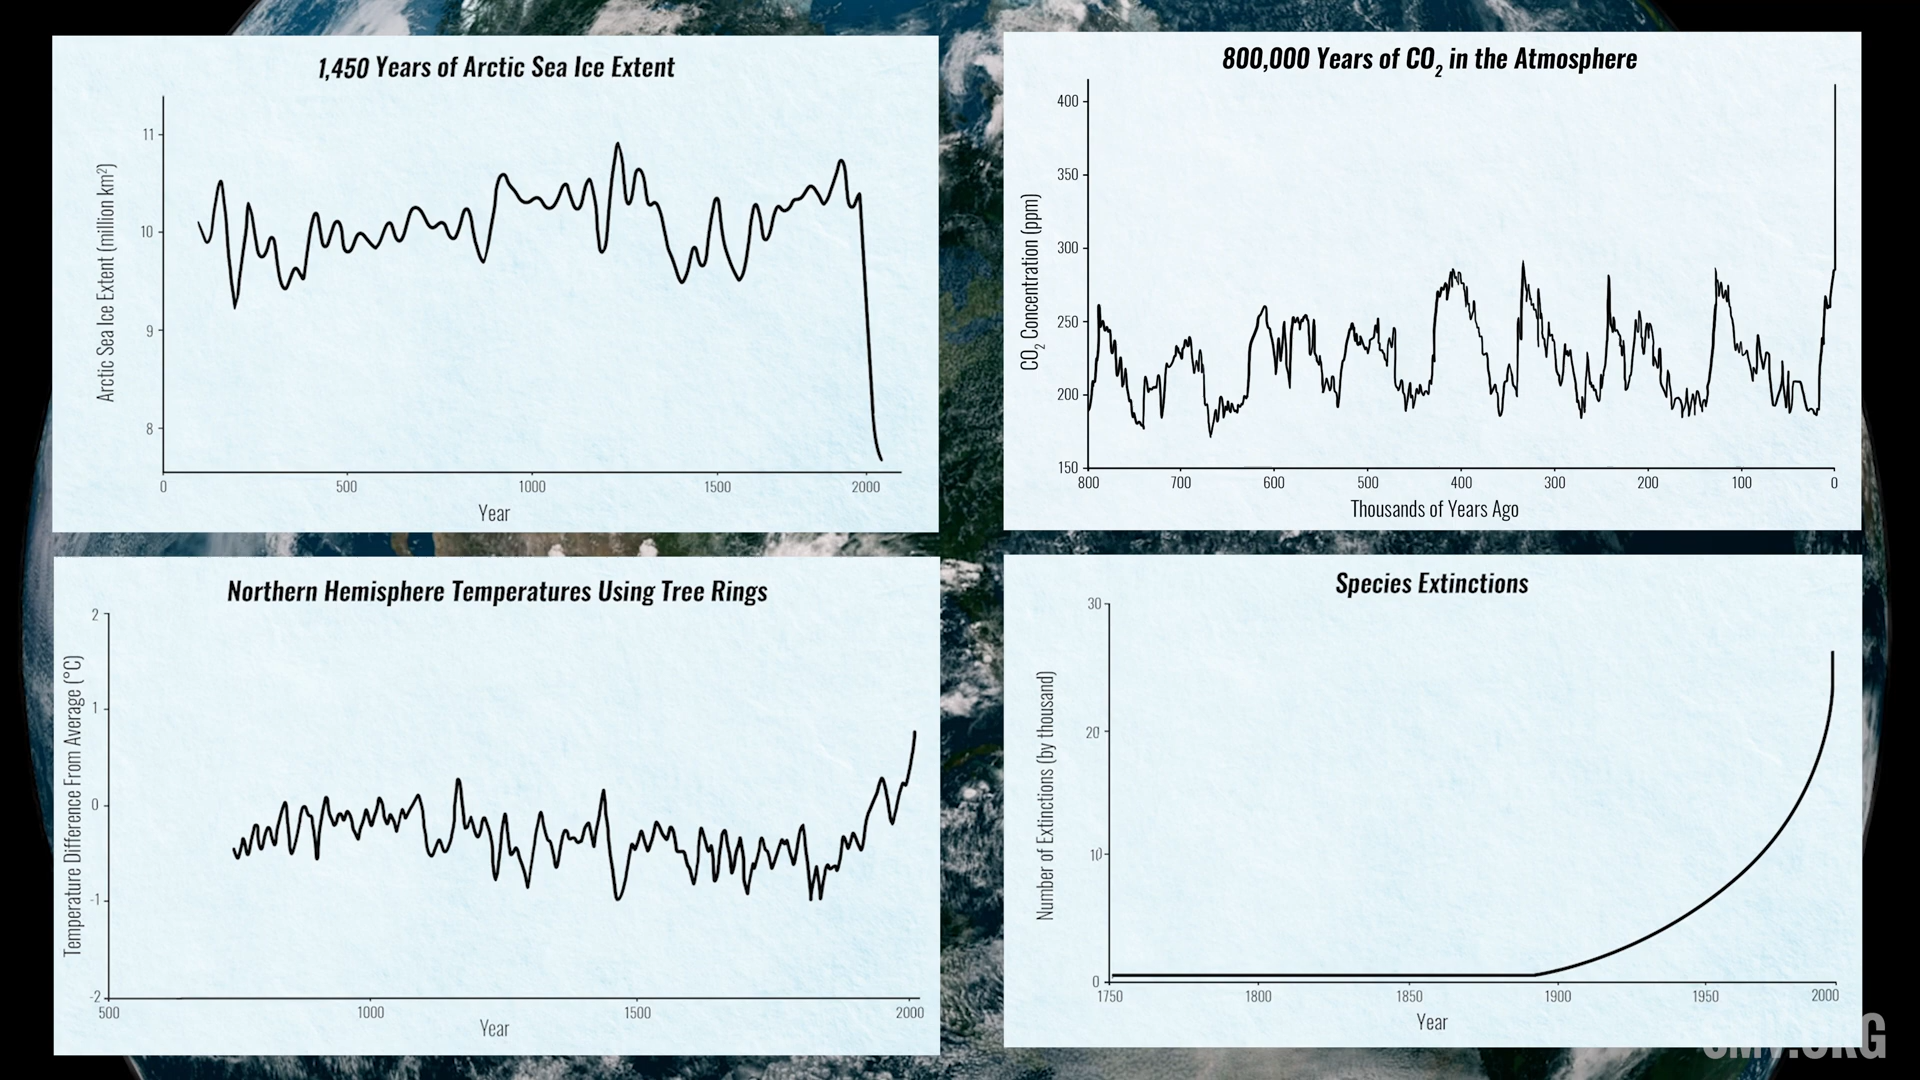 1,450 Years of Arctic Sea Ice Extent
Arctic Sea Ice Extent (million km²)
11
10
9
8
0 500 1000 1500 2000
Year
800,000 Years of CO₂ in the Atmosphere
CO₂ Concentration (ppm)
400
350
300
250
200
150
800 700 600 500 400 300 200 100 0
Thousands of Years Ago
Northern Hemisphere Temperatures Using Tree Rings
Temperature Difference From Average (°C)
2
1
0
-1
-2
500 1000 1500 2000
Year
Species Extinctions
Number of Extinctions (by thousand)
30
20
10
0
1750 1800 1850 1900 1950 2000
Year